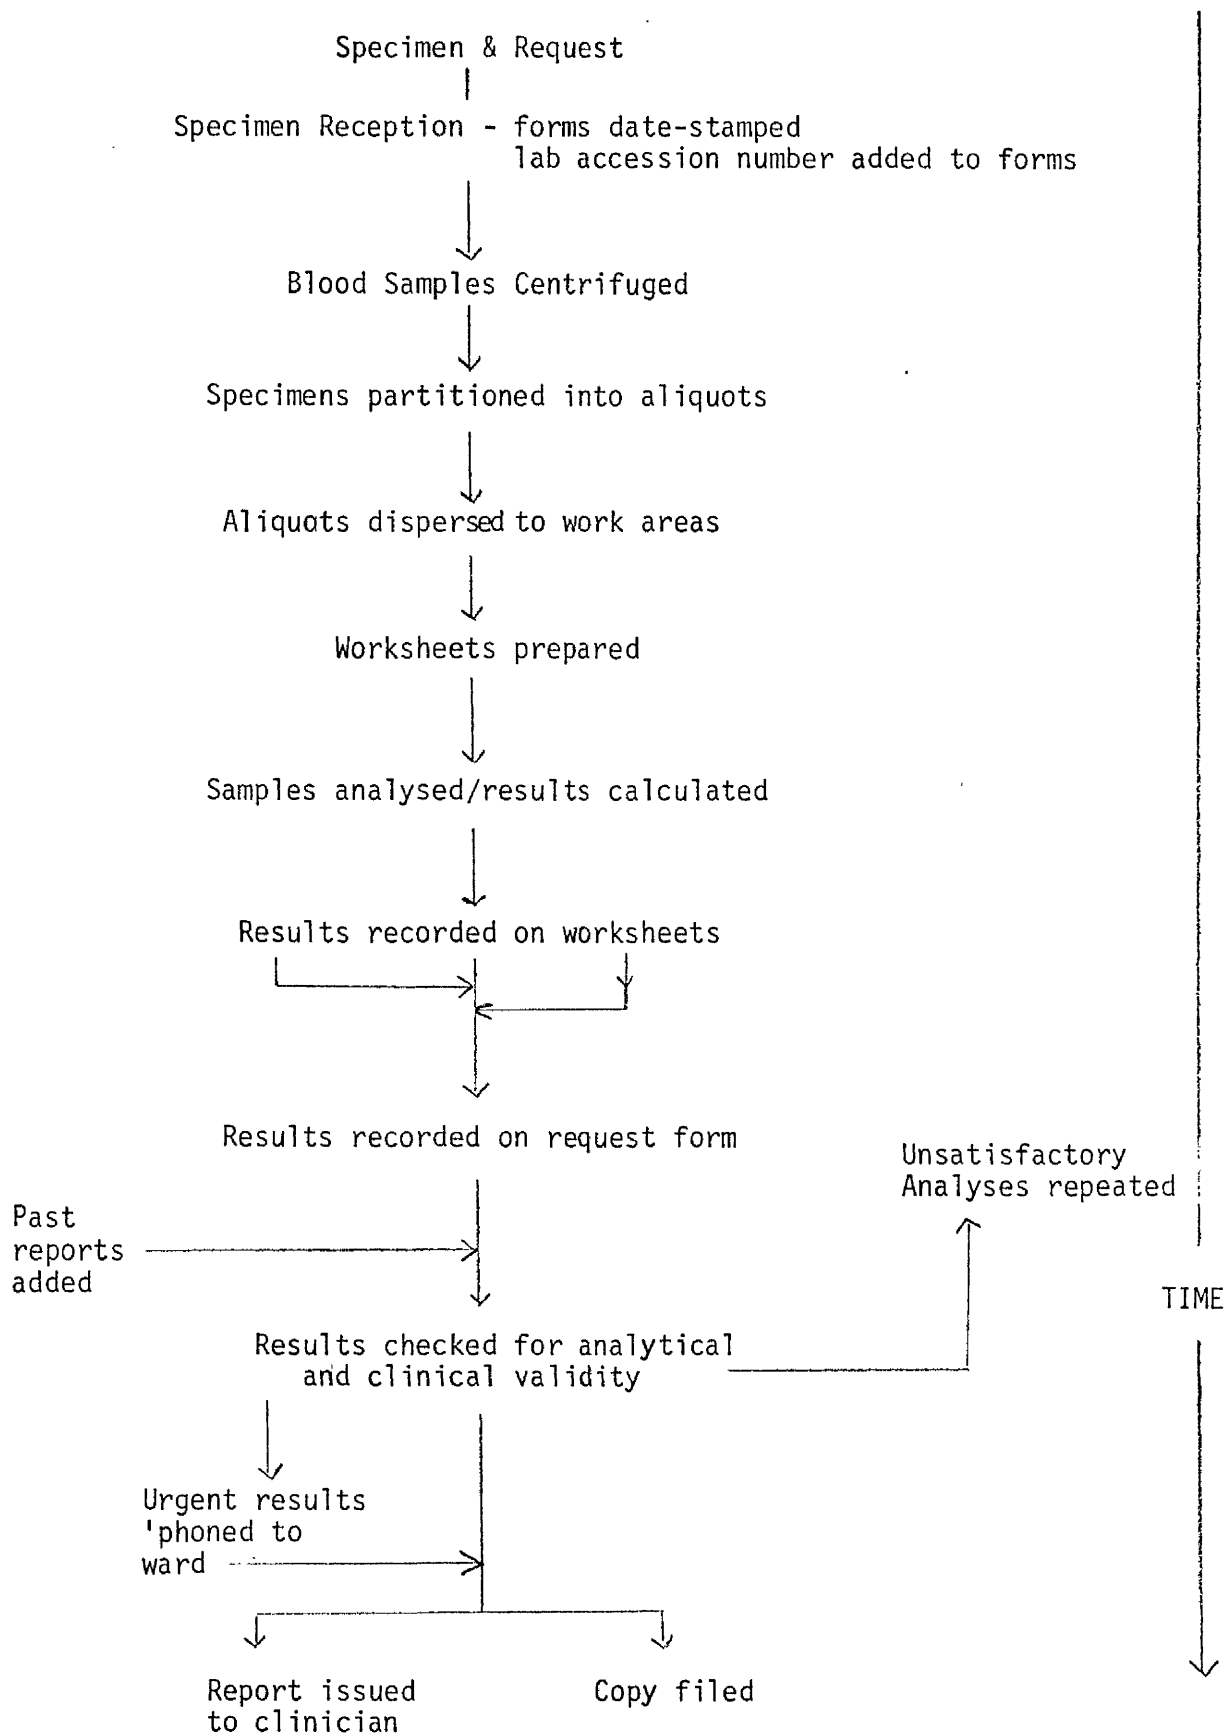 Specimen & Request
Specimen Reception - forms date-stamped
lab accession number added to forms
Blood Samples Centrifuged
Specimens partitioned into aliquots
Aliquots dispersed to work areas
Worksheets prepared
Samples analysed/results calculated
Results recorded on worksheets
Results recorded on request form
Unsatisfactory
Analyses repeated
Past
reports
added
TIME
Results checked for analytical
and clinical validity
Urgent results
'phoned to
ward
Report issued
to clinician
Copy filed